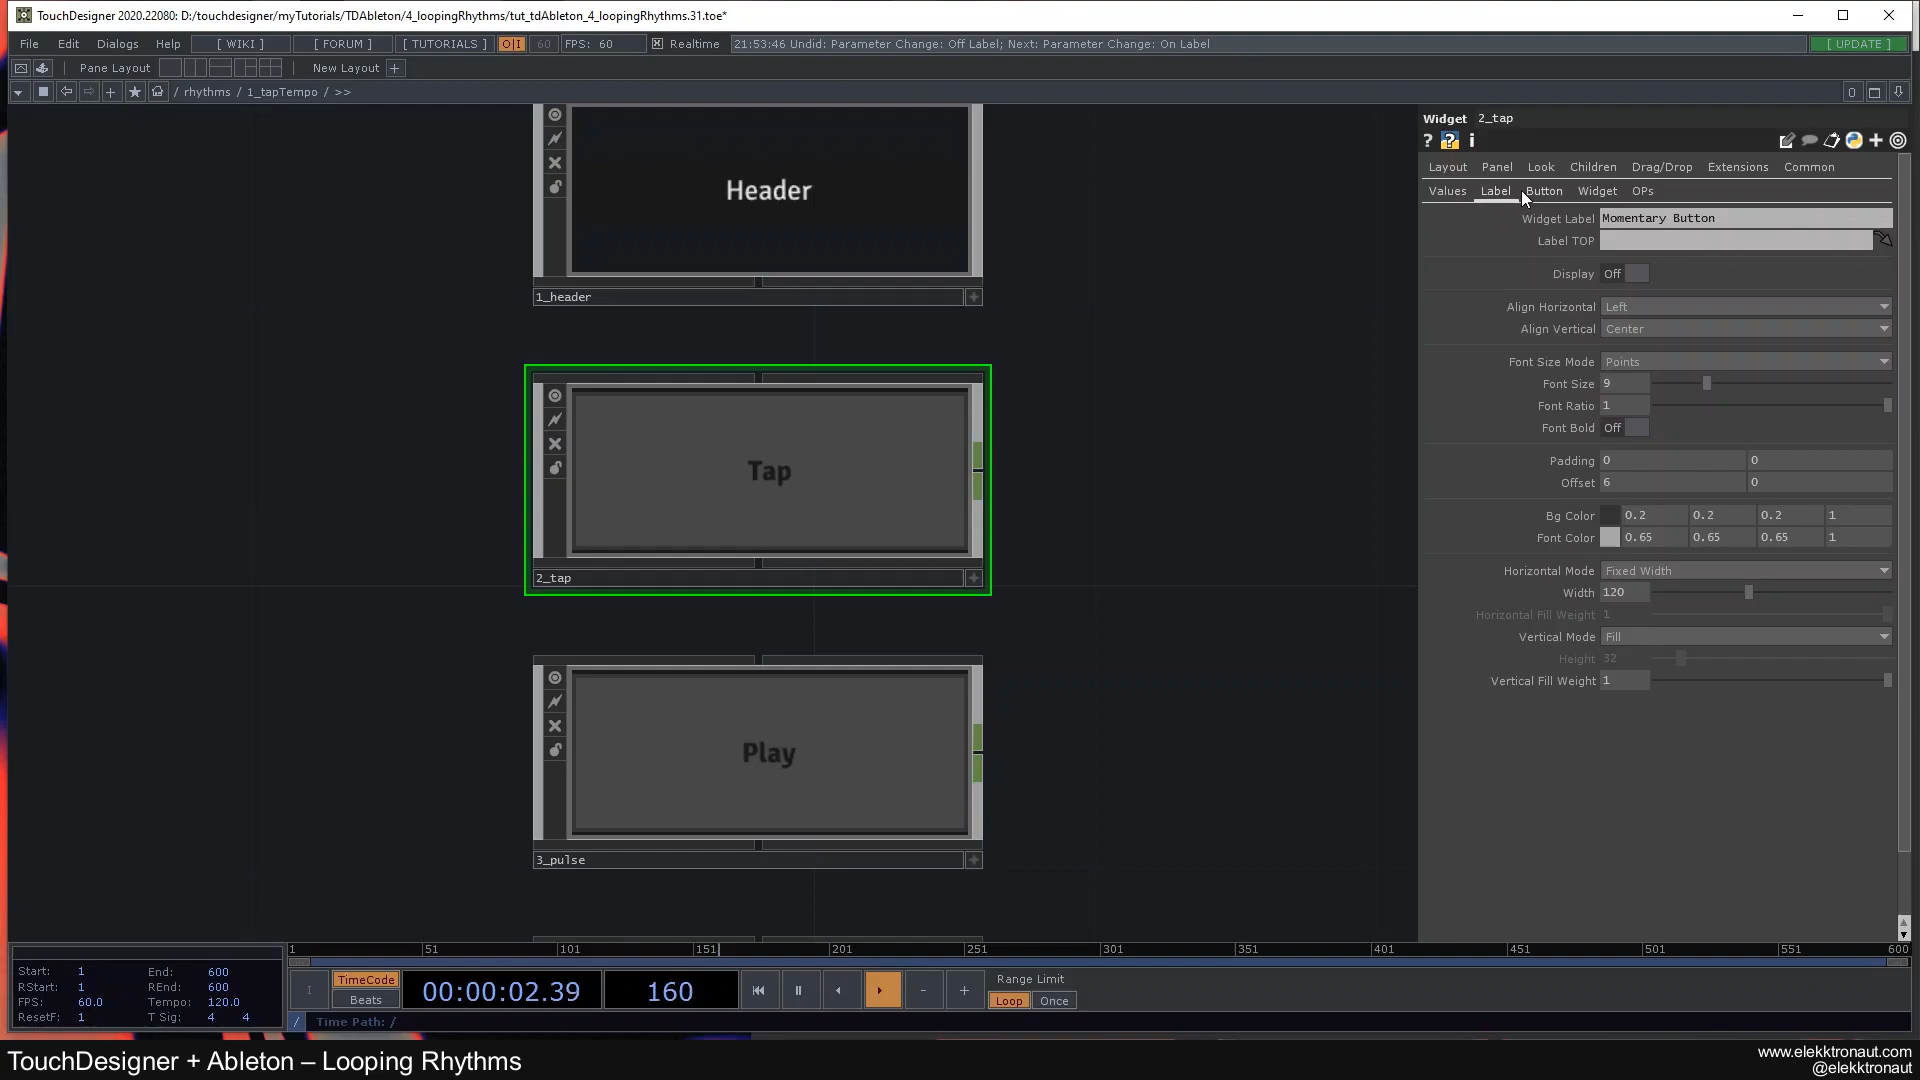 TouchDesigner 2020.22080: D:/touchdesigner/myTutorials/TDAbleton/4_loopingRhythms/tut_tdAbleton_4_loopingRhythms.31.toe*
File Edit Dialogs Help [ WIKI ] [ FORUM ] [ TUTORIALS ] O|I 60 FPS: 60 Realtime 21:53:46 Undid: Parameter Change: Off Label; Next: Parameter Change: On Label [ UPDATE ]
Pane Layout New Layout +
/ rhythms / 1_tapTempo / >> 0
Header
1_header
Tap
2_tap
Play
3_pulse
Widget 2_tap
? ? i
Layout Panel Look Children Drag/Drop Extensions Common
Values Label Button Widget OPs
Widget Label Momentary Button
Label TOP
Display Off
Align Horizontal Left
Align Vertical Center
Font Size Mode Points
Font Size 9
Font Ratio 1
Font Bold Off
Padding 0 0
Offset 6 0
Bg Color 0.2 0.2 0.2 1
Font Color 0.65 0.65 0.65 1
Horizontal Mode Fixed Width
Width 120
Horizontal Fill Weight 1
Vertical Mode Fill
Height 32
Vertical Fill Weight 1
1 51 101 151 201 251 301 351 401 451 501 551 600
Start: 1 End: 600
RStart: 1 REnd: 600
FPS: 60.0 Tempo: 120.0
ResetF: 1 T Sig: 4 4
I TimeCode Beats 00:00:02.39 160 - + Range Limit
Loop Once
/ Time Path: /
TouchDesigner + Ableton – Looping Rhythms
www.elekktronaut.com
@elekktronaut